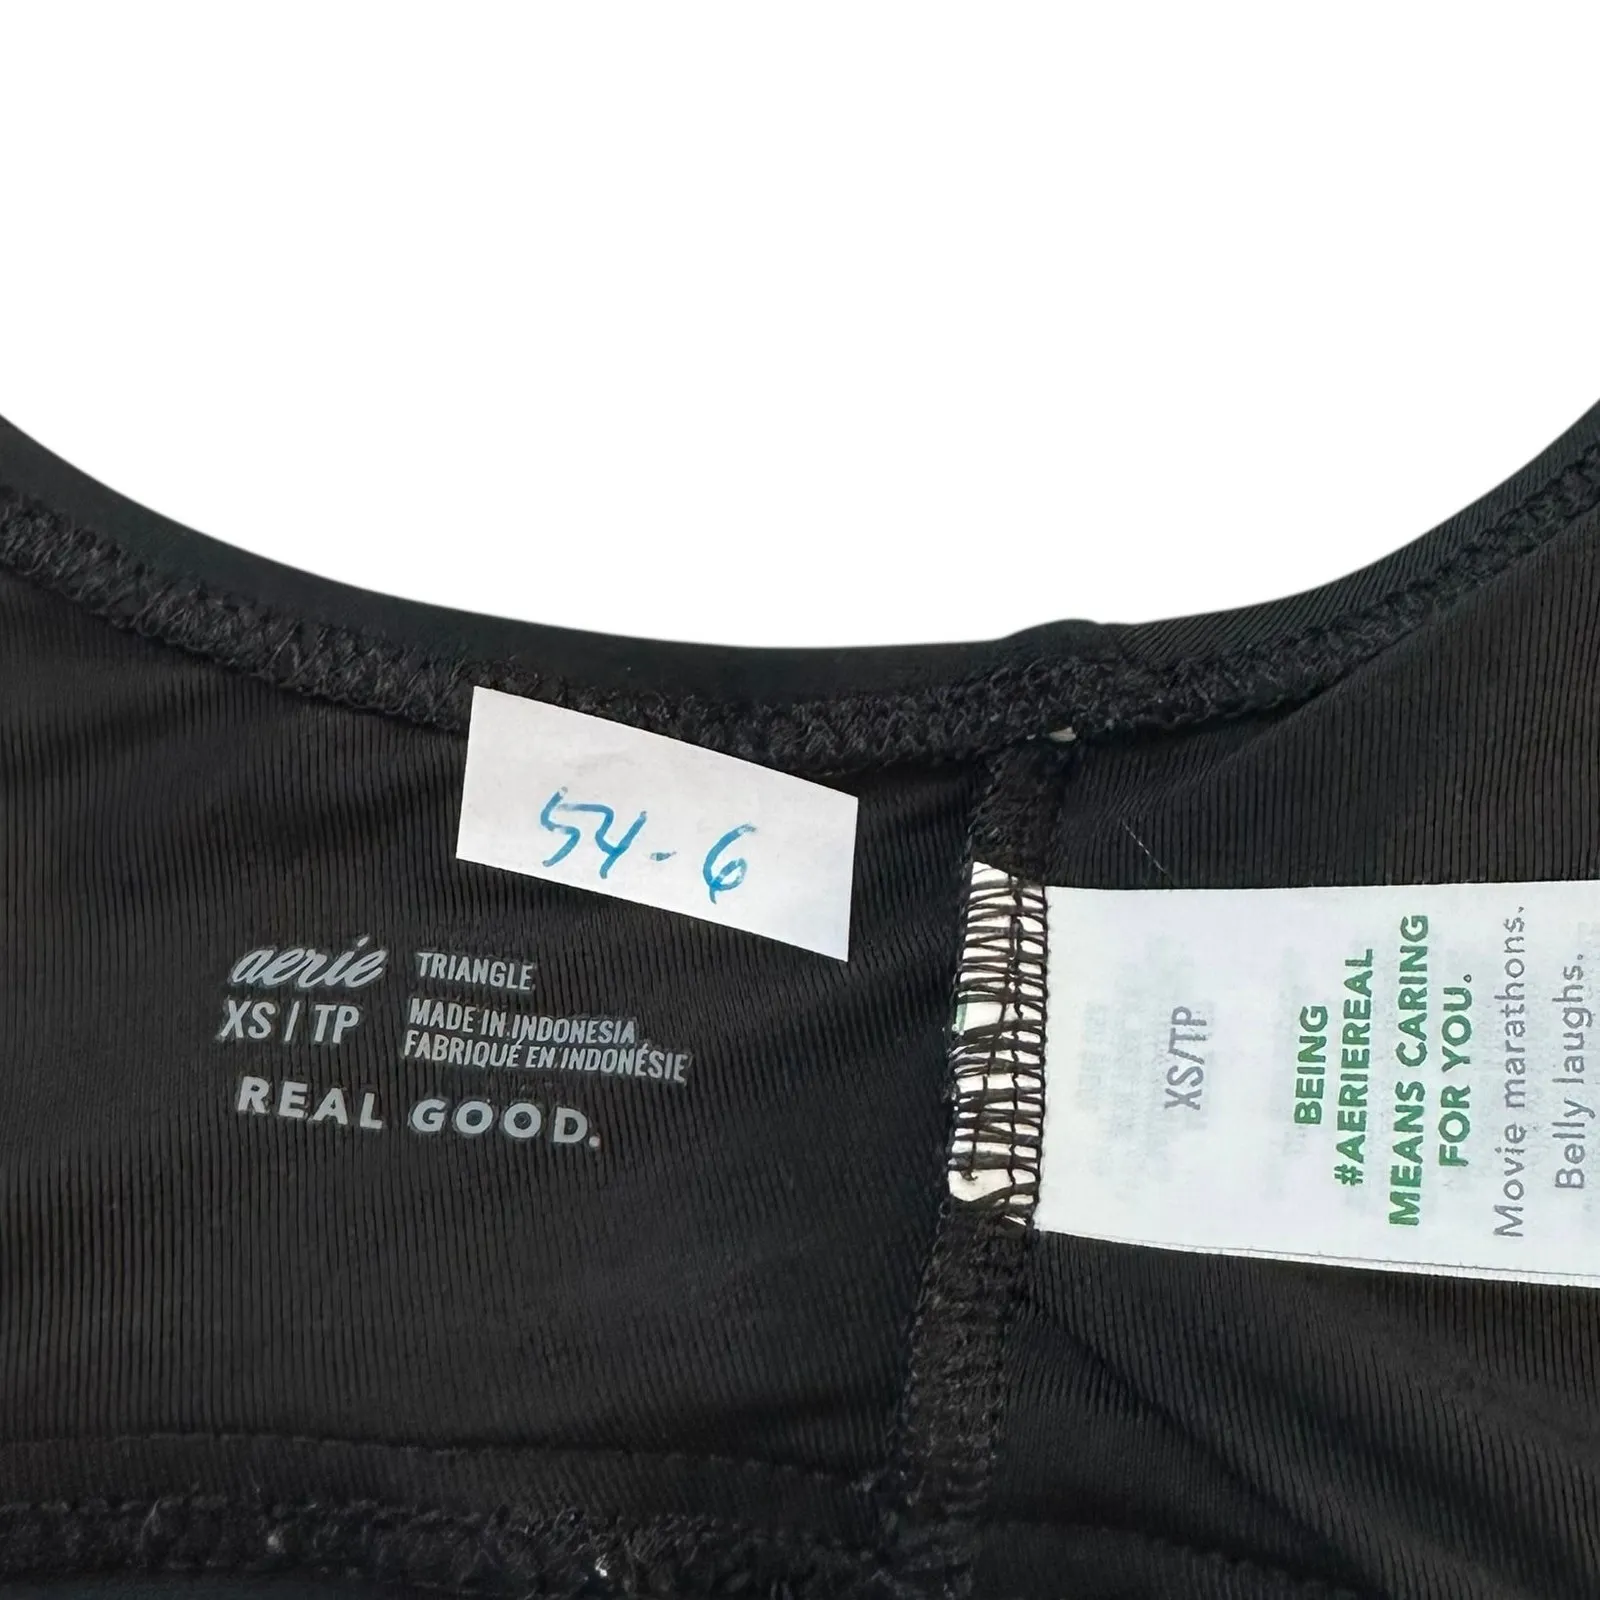 54-6
aerie TRIANGLE
XS | TP MADE IN INDONESIA
FABRIQUÉ EN INDONÉSIE
REAL GOOD.
XS/TP
BEING
#AERIEREAL
MEANS CARING
FOR YOU.
Movie marathons.
Belly laughs.